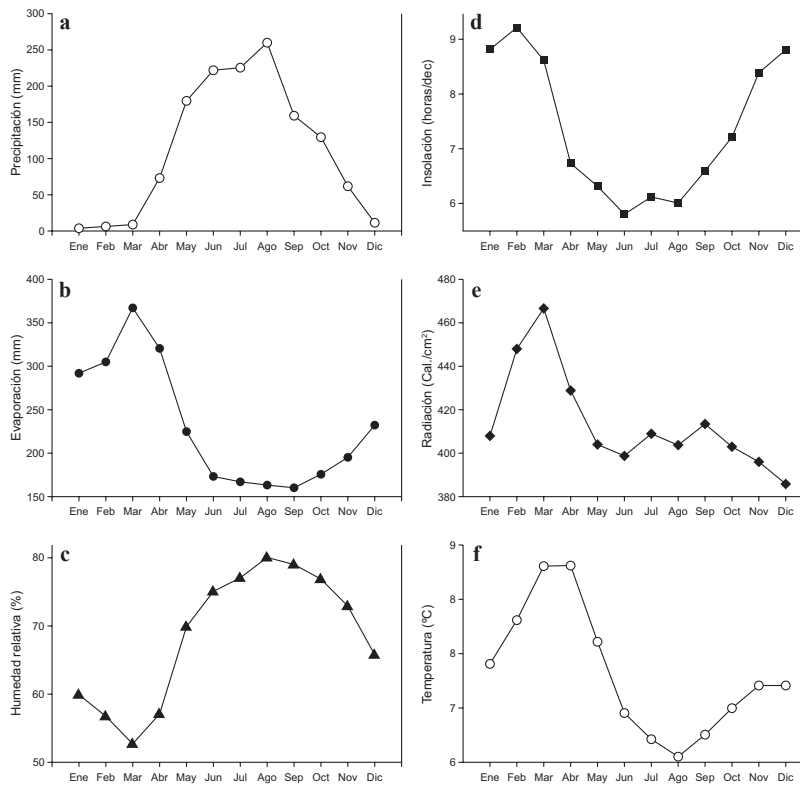 a
Precipitación (mm)
300
250
200
150
100
50
0
Ene Feb Mar Abr May Jun Jul Ago Sep Oct Nov Dic
d
Insolación (horas/dec)
9
8
7
6
Ene Feb Mar Abr May Jun Jul Ago Sep Oct Nov Dic
b
Evaporación (mm)
400
350
300
250
200
150
Ene Feb Mar Abr May Jun Jul Ago Sep Oct Nov Dic
e
Radiación (Cal./cm²)
480
460
440
420
400
380
Ene Feb Mar Abr May Jun Jul Ago Sep Oct Nov Dic
c
Humedad relativa (%)
80
70
60
50
Ene Feb Mar Abr May Jun Jul Ago Sep Oct Nov Dic
f
Temperatura (ºC)
9
8
8
7
6
Ene Feb Mar Abr May Jun Jul Ago Sep Oct Nov Dic